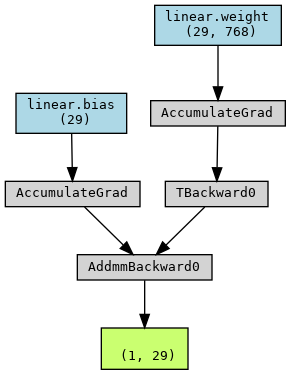 linear.weight
(29, 768)
linear.bias
(29)
AccumulateGrad
AccumulateGrad
TBackward0
AddmmBackward0
(1, 29)